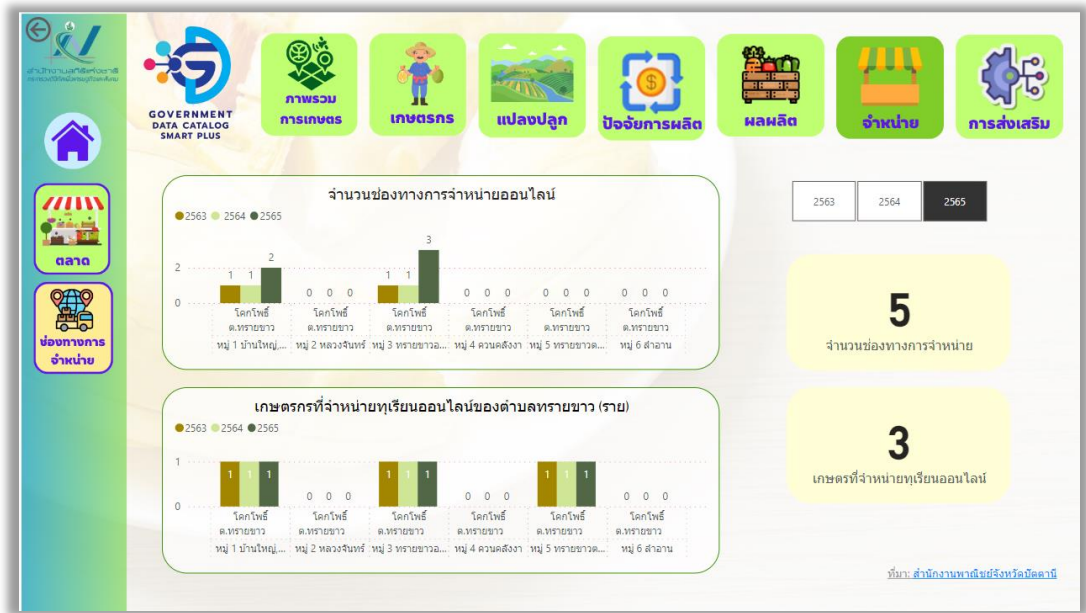 สำนักงานสถิติแห่งชาติ
GOVERNMENT
DATA CATALOG
SMART PLUS
ภาพรวม
การเกษตร
เกษตรกร
แปลงปลูก
ปัจจัยการผลิต
ผลผลิต
จำหน่าย
การส่งเสริม
ตลาด
ช่องทางการ
จำหน่าย
จำนวนช่องทางการจำหน่ายออนไลน์
2563 2564 2565
3
2
2 1 1 1 1
0 0 0 0 0 0 0 0 0 0 0 0 0
โคกโพธิ์ โคกโพธิ์ โคกโพธิ์ โคกโพธิ์ โคกโพธิ์ โคกโพธิ์
ต.ทรายขาว ต.ทรายขาว ต.ทรายขาว ต.ทรายขาว ต.ทรายขาว ต.ทรายขาว
หมู่ 1 บ้านใหญ่,... หมู่ 2 หลวงจันทร์ หมู่ 3 ทรายขาวอ... หมู่ 4 ควนคลังงา หมู่ 5 ทรายขาวต... หมู่ 6 ลำอาน
เกษตรกรที่จำหน่ายทุเรียนออนไลน์ของตำบลทรายขาว (ราย)
2563 2564 2565
1 1 1 1 1 1 1 1 1 1
0 0 0 0 0 0 0 0 0 0
โคกโพธิ์ โคกโพธิ์ โคกโพธิ์ โคกโพธิ์ โคกโพธิ์ โคกโพธิ์
ต.ทรายขาว ต.ทรายขาว ต.ทรายขาว ต.ทรายขาว ต.ทรายขาว ต.ทรายขาว
หมู่ 1 บ้านใหญ่,... หมู่ 2 หลวงจันทร์ หมู่ 3 ทรายขาวอ... หมู่ 4 ควนคลังงา หมู่ 5 ทรายขาวต... หมู่ 6 ลำอาน
2563 2564 2565
5
จำนวนช่องทางการจำหน่าย
3
เกษตรที่จำหน่ายทุเรียนออนไลน์
ที่มา: สำนักงานพาณิชย์จังหวัดปัตตานี